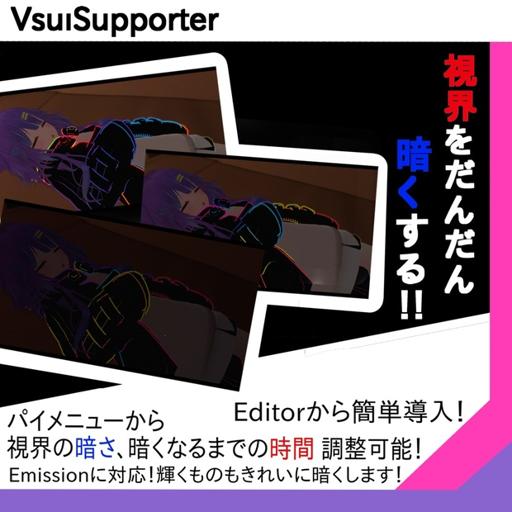 VsuiSupporter
視界をだんだん
暗くする!!
Editorから簡単導入!
パイメニューから
視界の暗さ、暗くなるまでの時間 調整可能!
Emissionに対応!輝くものもきれいに暗くします!